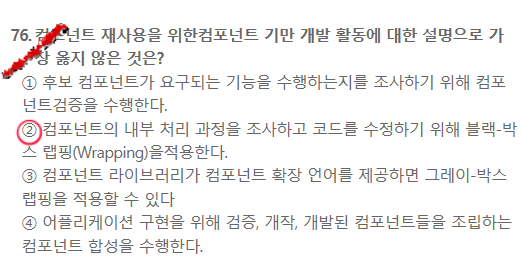 76. 컴포넌트 재사용을 위한컴포넌트 기만 개발 활동에 대한 설명으로 가
장 옳지 않은 것은?
① 후보 컴포넌트가 요구되는 기능을 수행하는지를 조사하기 위해 컴포
넌트검증을 수행한다.
② 컴포넌트의 내부 처리 과정을 조사하고 코드를 수정하기 위해 블랙-박
스 랩핑(Wrapping)을적용한다.
③ 컴포넌트 라이브러리가 컴포넌트 확장 언어를 제공하면 그레이-박스
랩핑을 적용할 수 있다
④ 어플리케이션 구현을 위해 검증, 개작, 개발된 컴포넌트들을 조립하는
컴포넌트 합성을 수행한다.